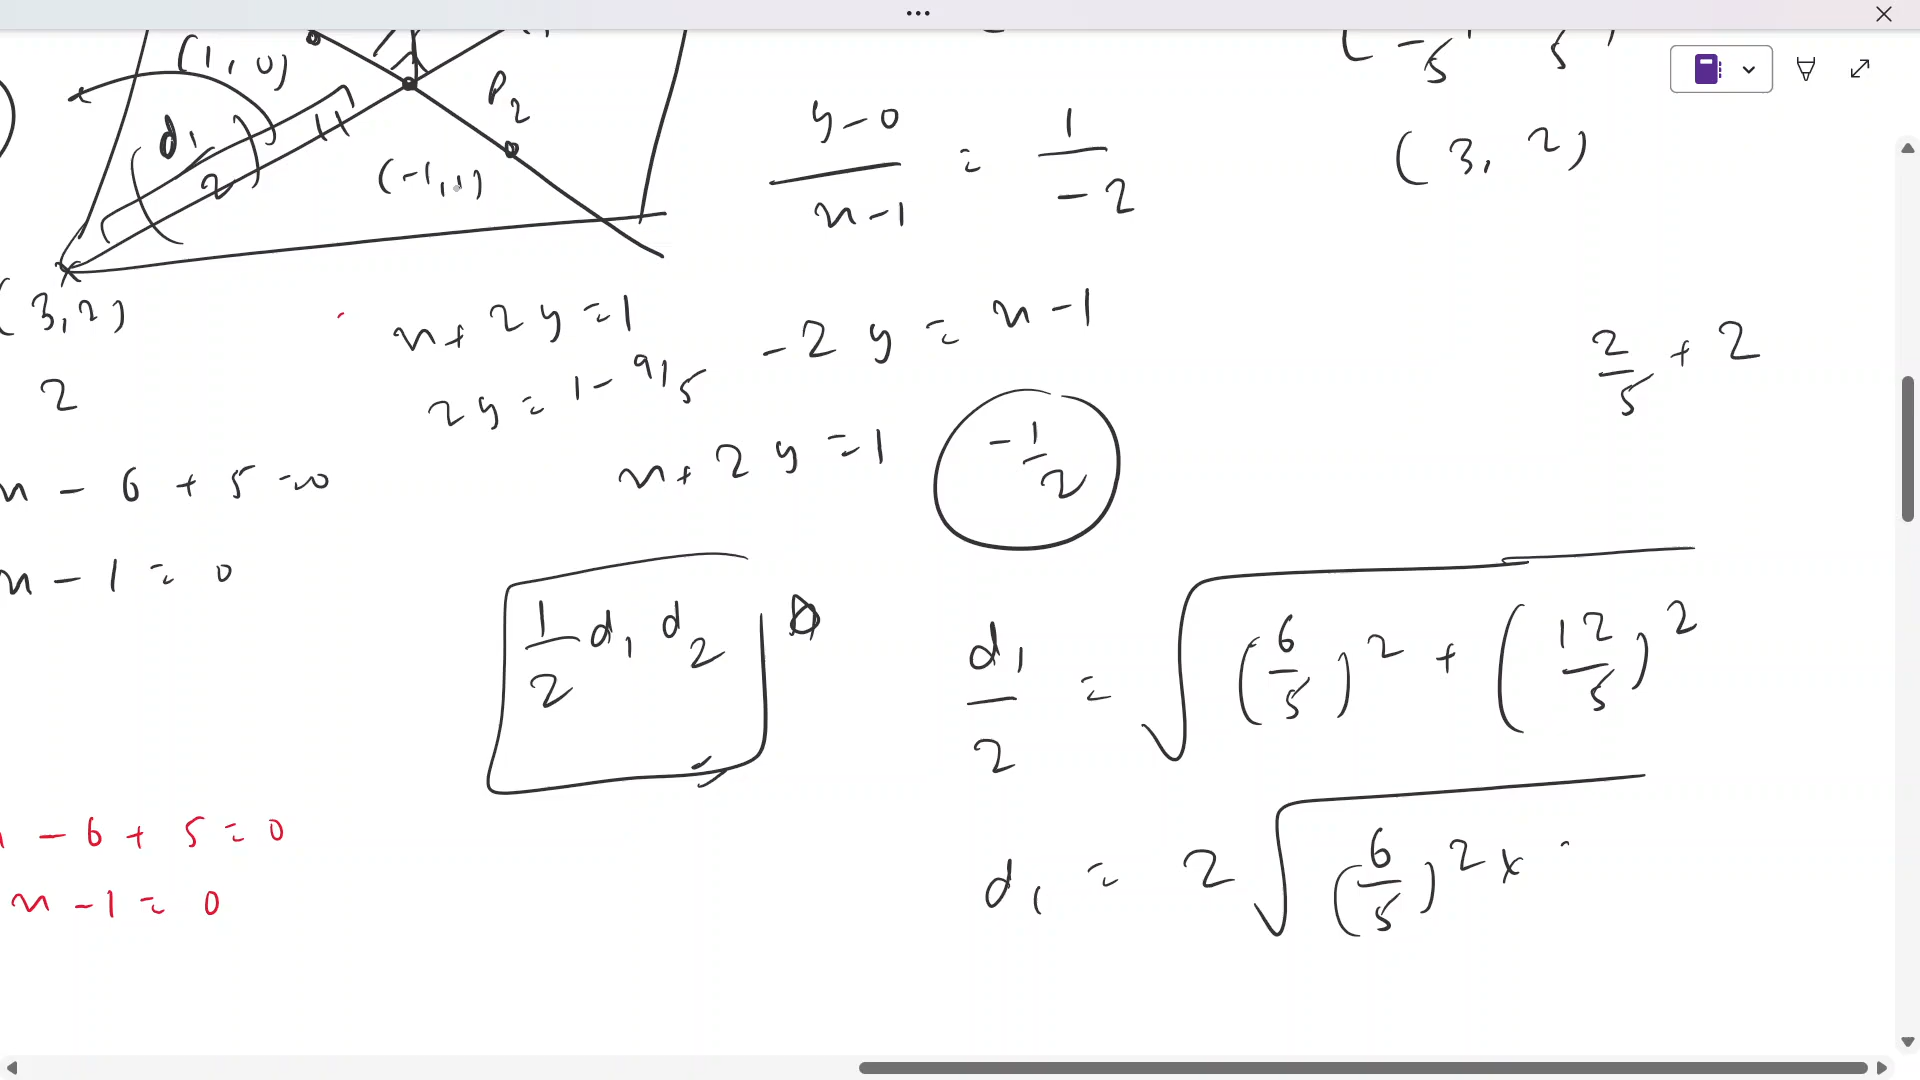 (1, 0)
P2
d1
2
(-1, 1)
(3, 2)
2
n - 6 + 5 = 0
n - 1 = 0
- 6 + 5 = 0
n - 1 = 0
n + 2y = 1
2y = 1 - 9/5
y - 0 / n - 1 = 1 / -2
-2y = n - 1
n + 2y = 1
-1/2
(3, 2)
2/5 + 2
1/2 d1 d2
d1/2 = √((6/5)^2 + (12/5)^2)
d1 = 2 √((6/5)^2 x